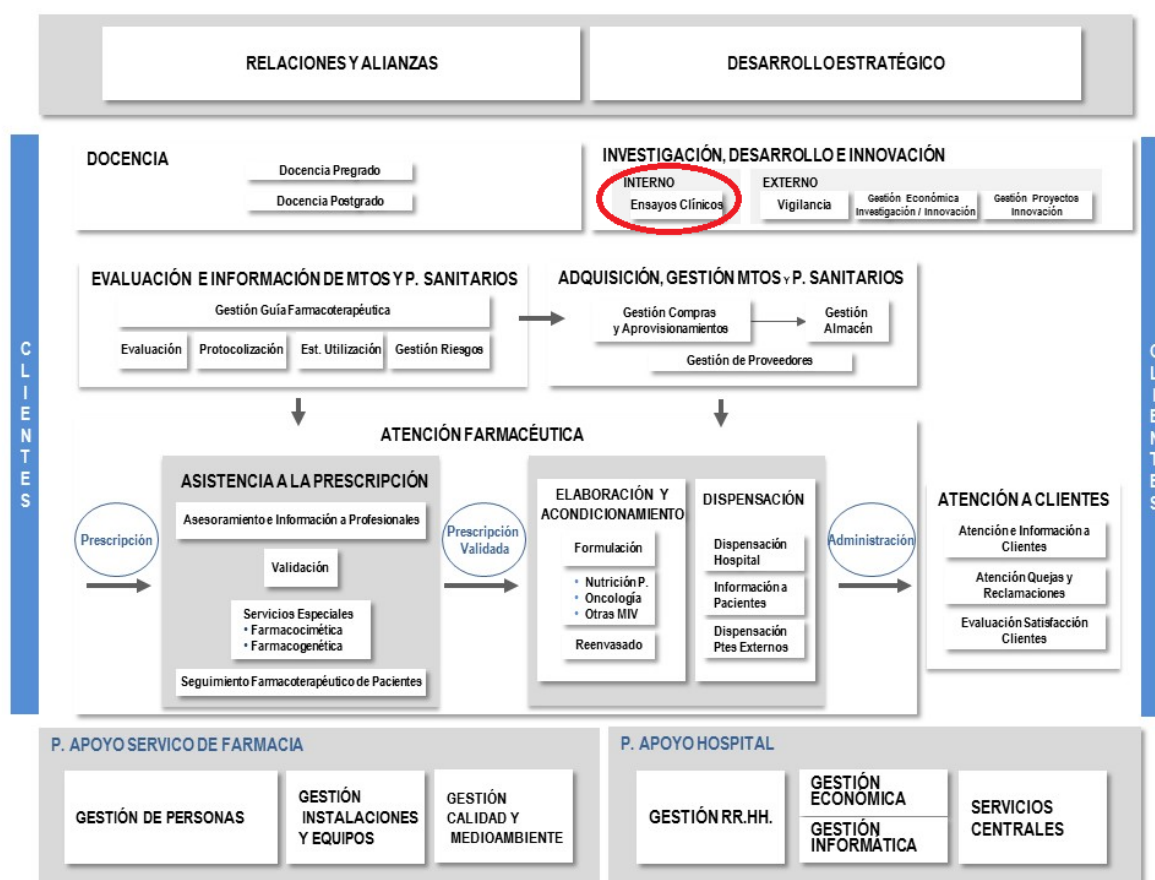 RELACIONES Y ALIANZAS
DESARROLLO ESTRATÉGICO
CLIENTES
DOCENCIA
Docencia Pregrado
Docencia Postgrado
INVESTIGACIÓN, DESARROLLO E INNOVACIÓN
INTERNO
Ensayos Clínicos
EXTERNO
Vigilancia
Gestión Económica
Investigación / Innovación
Gestión Proyectos
Innovación
EVALUACIÓN E INFORMACIÓN DE MTOS Y P. SANITARIOS
Gestión Guía Farmacoterapéutica
Evaluación
Protocolización
Est. Utilización
Gestión Riesgos
ADQUISICIÓN, GESTIÓN MTOS Y P. SANITARIOS
Gestión Compras
y Aprovisionamientos
Gestión
Almacén
Gestión de Proveedores
ATENCIÓN FARMACÉUTICA
Prescripción
ASISTENCIA A LA PRESCRIPCIÓN
Asesoramiento e Información a Profesionales
Validación
Servicios Especiales
• Farmacocimética
• Farmacogenética
Seguimiento Farmacoterapéutico de Pacientes
Prescripción
Validada
ELABORACIÓN Y
ACONDICIONAMIENTO
Formulación
• Nutrición P.
• Oncología
• Otras MIV
Reenvasado
DISPENSACIÓN
Dispensación
Hospital
Información a
Pacientes
Dispensación
Ptes Externos
Administración
ATENCIÓN A CLIENTES
Atención e Información a
Clientes
Atención Quejas y
Reclamaciones
Evaluación Satisfacción
Clientes
CLIENTES
P. APOYO SERVICO DE FARMACIA
GESTIÓN DE PERSONAS
GESTIÓN
INSTALACIONES
Y EQUIPOS
GESTIÓN
CALIDAD Y
MEDIOAMBIENTE
P. APOYO HOSPITAL
GESTIÓN RR.HH.
GESTIÓN
ECONÓMICA
GESTIÓN
INFORMÁTICA
SERVICIOS
CENTRALES